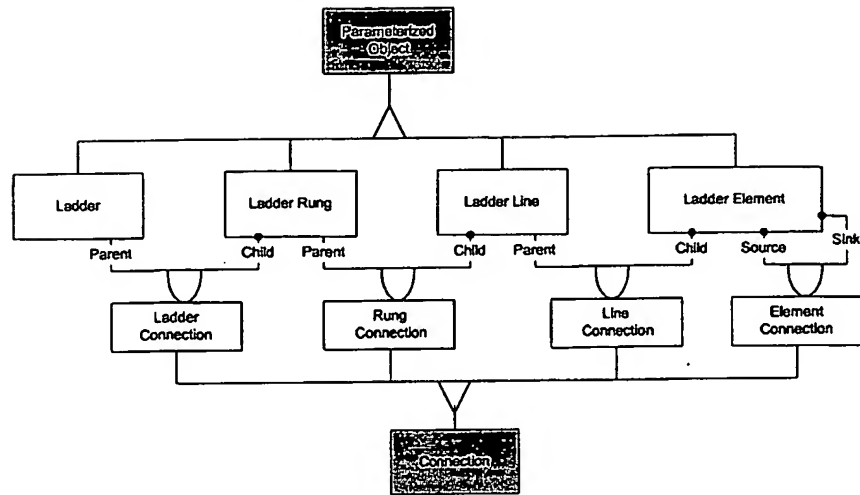 Parameterized
Object
Ladder
Ladder Rung
Ladder Line
Ladder Element
Parent
Child
Parent
Child
Parent
Child
Source
Sink
Ladder
Connection
Rung
Connection
Line
Connection
Element
Connection
Connection